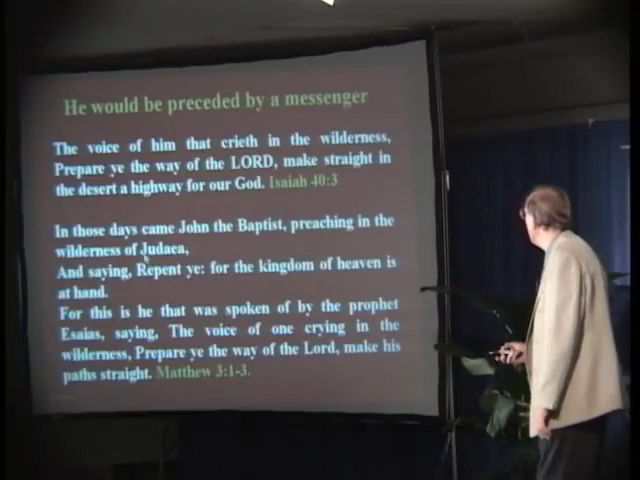 He would be preceded by a messenger
The voice of him that crieth in the wilderness,
Prepare ye the way of the LORD, make straight in
the desert a highway for our God. Isaiah 40:3
In those days came John the Baptist, preaching in the
wilderness of Judaea,
And saying, Repent ye: for the kingdom of heaven is
at hand.
For this is he that was spoken of by the prophet
Esaias, saying, The voice of one crying in the
wilderness, Prepare ye the way of the Lord, make his
paths straight. Matthew 3:1-3.